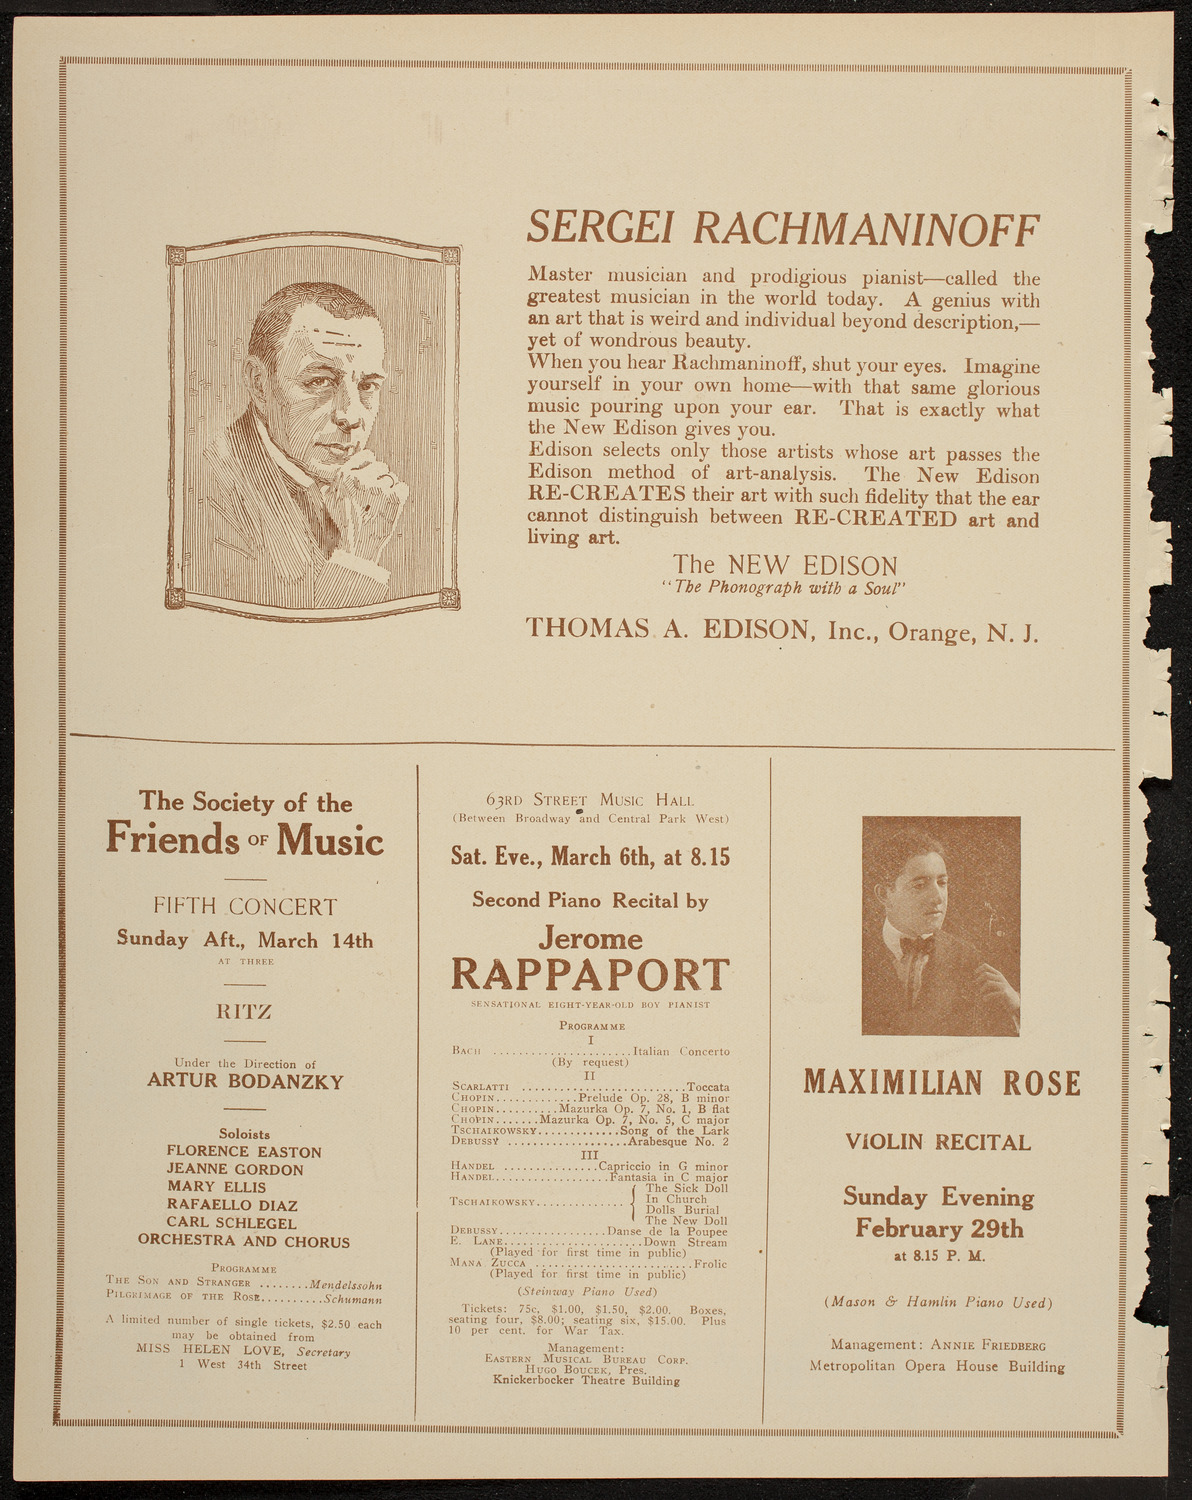 SERGEI RACHMANINOFF
Master musician and prodigious pianist—called the
greatest musician in the world today. A genius with
an art that is weird and individual beyond description,—
yet of wondrous beauty.
When you hear Rachmaninoff, shut your eyes. Imagine
yourself in your own home—with that same glorious
music pouring upon your ear. That is exactly what
the New Edison gives you.
Edison selects only those artists whose art passes the
Edison method of art-analysis. The New Edison
RE-CREATES their art with such fidelity that the ear
cannot distinguish between RE-CREATED art and
living art.
The NEW EDISON
"The Phonograph with a Soul"
THOMAS A. EDISON, Inc., Orange, N. J.
The Society of the
Friends OF Music
FIFTH CONCERT
Sunday Aft., March 14th
AT THREE
RITZ
Under the Direction of
ARTUR BODANZKY
Soloists
FLORENCE EASTON
JEANNE GORDON
MARY ELLIS
RAFAELLO DIAZ
CARL SCHLEGEL
ORCHESTRA AND CHORUS
PROGRAMME
THE SON AND STRANGER ........Mendelssohn
PILGRIMAGE OF THE ROSE..........Schumann
A limited number of single tickets, $2.50 each
may be obtained from
MISS HELEN LOVE, Secretary
1 West 34th Street
63RD STREET MUSIC HALL
(Between Broadway and Central Park West)
Sat. Eve., March 6th, at 8.15
Second Piano Recital by
Jerome
RAPPAPORT
SENSATIONAL EIGHT-YEAR-OLD BOY PIANIST
PROGRAMME
I
BACH ......................Italian Concerto
(By request)
II
SCARLATTI ..........................Toccata
CHOPIN.............Prelude Op. 28, B minor
CHOPIN..........Mazurka Op. 7, No. 1, B flat
CHOPIN.......Mazurka Op. 7, No. 5, C major
TSCHAIKOWSKY.............Song of the Lark
DEBUSSY ...................Arabesque No. 2
III
HANDEL ...............Capriccio in G minor
HANDEL..................Fantasia in C major
TSCHAIKOWSKY..............{ The Sick Doll
In Church
Dolls Burial
The New Doll
DEBUSSY.................Danse de la Poupee
E. LANE......................Down Stream
(Played for first time in public)
MANA ZUCCA .........................Frolic
(Played for first time in public)
(Steinway Piano Used)
Tickets: 75c, $1.00, $1.50, $2.00. Boxes,
seating four, $8.00; seating six, $15.00. Plus
10 per cent. for War Tax.
Management:
EASTERN MUSICAL BUREAU CORP.
HUGO BOUCEK, Pres.
Knickerbocker Theatre Building
MAXIMILIAN ROSE
VIOLIN RECITAL
Sunday Evening
February 29th
at 8.15 P. M.
(Mason & Hamlin Piano Used)
Management: ANNIE FRIEDBERG
Metropolitan Opera House Building